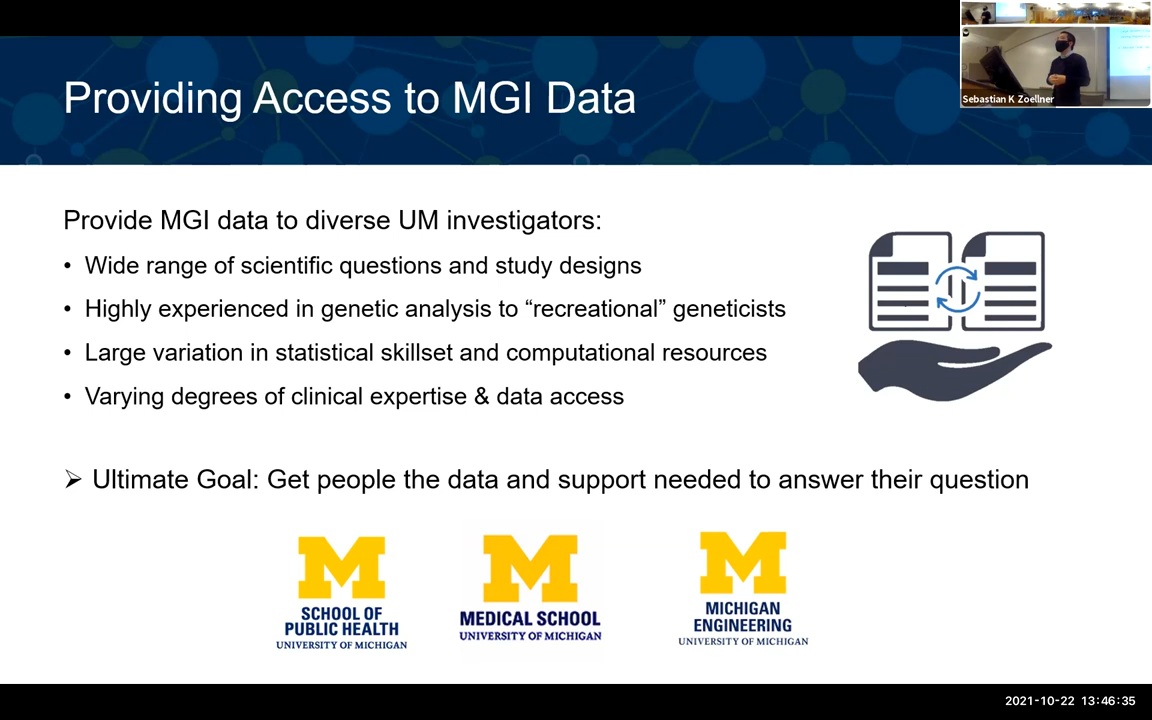 Providing Access to MGI Data
Sebastian K Zoellner
Provide MGI data to diverse UM investigators:
• Wide range of scientific questions and study designs
• Highly experienced in genetic analysis to “recreational” geneticists
• Large variation in statistical skillset and computational resources
• Varying degrees of clinical expertise & data access
➢ Ultimate Goal: Get people the data and support needed to answer their question
M
SCHOOL OF
PUBLIC HEALTH
UNIVERSITY OF MICHIGAN
M
MEDICAL SCHOOL
UNIVERSITY OF MICHIGAN
M
MICHIGAN
ENGINEERING
UNIVERSITY OF MICHIGAN
2021-10-22 13:46:35